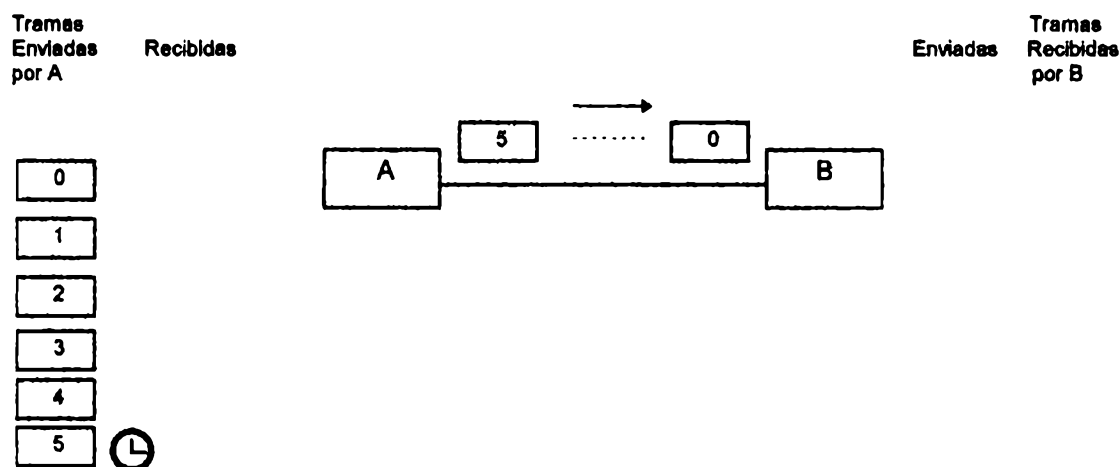 Tramas
Enviadas
por A
Recibidas
Enviadas
Tramas
Recibidas
por B
5
0
A
B
0
1
2
3
4
5